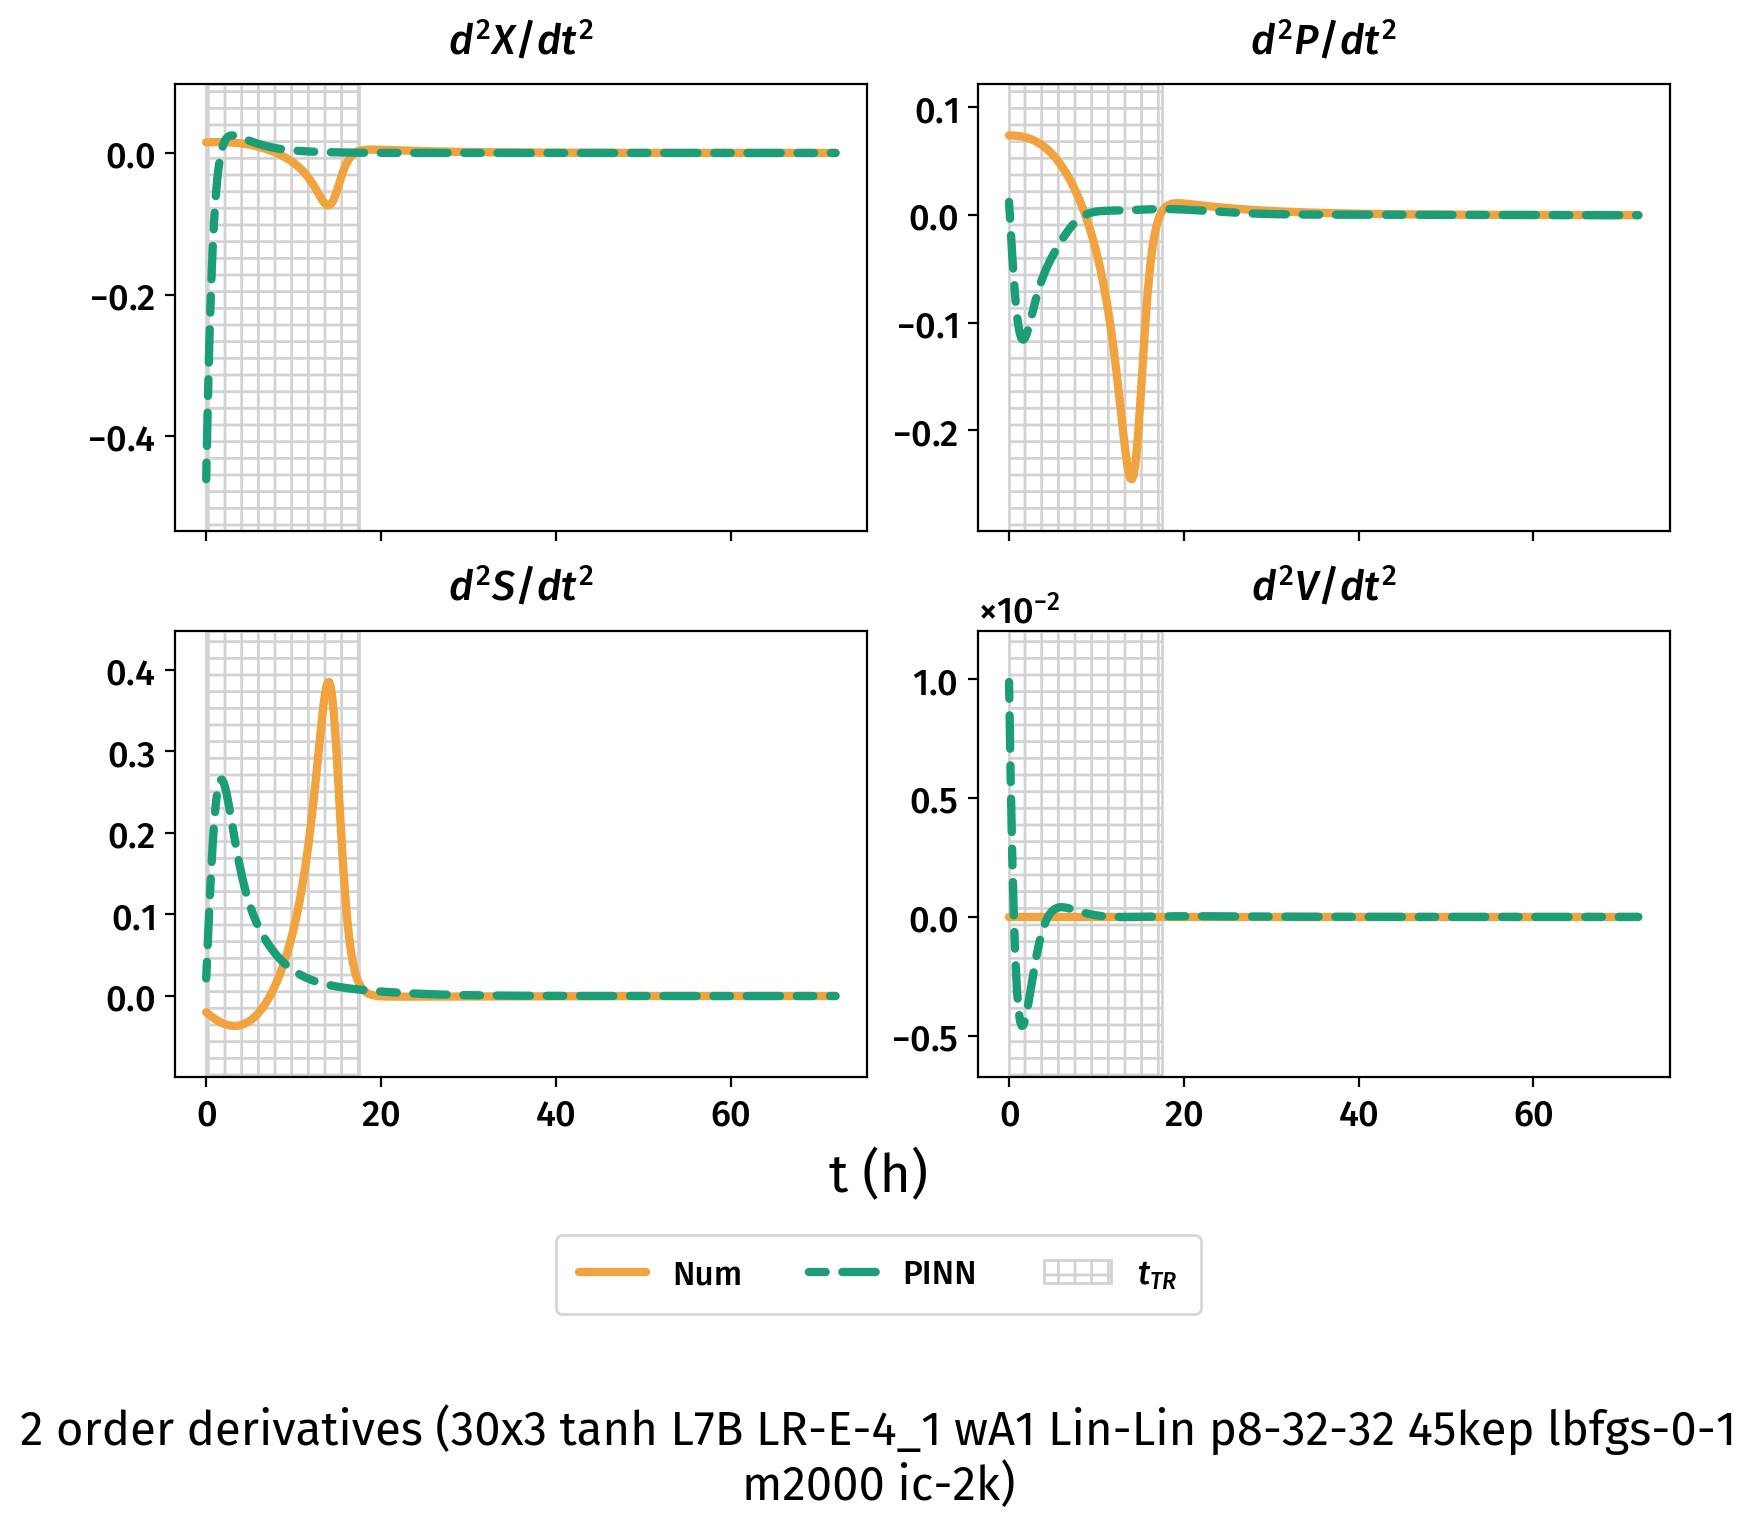 d²X/dt²
d²P/dt²
0.0
−0.2
−0.4
0.1
0.0
−0.1
−0.2
d²S/dt²
d²V/dt²
×10⁻²
0.4
0.3
0.2
0.1
0.0
1.0
0.5
0.0
−0.5
0 20 40 60
0 20 40 60
t (h)
Num PINN t_TR
2 order derivatives (30x3 tanh L7B LR-E-4_1 wA1 Lin-Lin p8-32-32 45kep lbfgs-0-1
m2000 ic-2k)